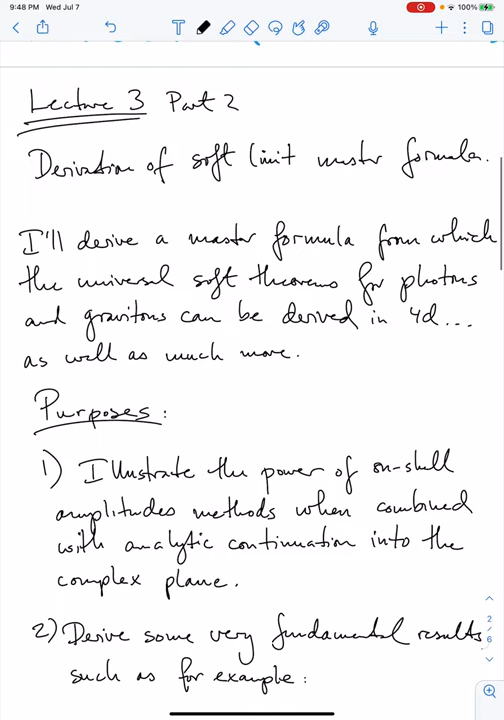 9:48 PM Wed Jul 7
100%
Lecture 3 Part 2
Derivation of soft limit master formula.
I'll derive a master formula from which
the universal soft theorems for photons
and gravitons can be derived in 4d...
as well as much more.
Purposes:
1) Illustrate the power of on-shell
amplitudes methods when combined
with analytic continuation into the
complex plane.
2) Derive some very fundamental results,
such as for example:
2
/
6